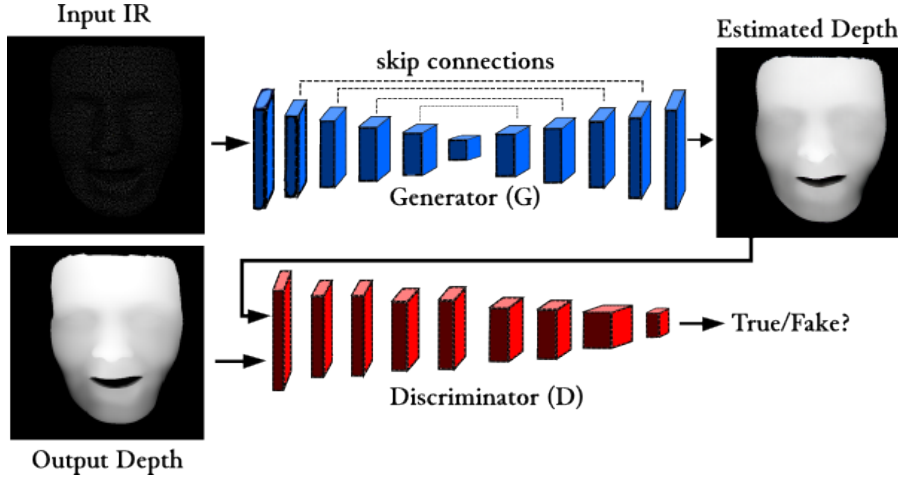 Input IR
Estimated Depth
skip connections
Generator (G)
True/Fake?
Discriminator (D)
Output Depth